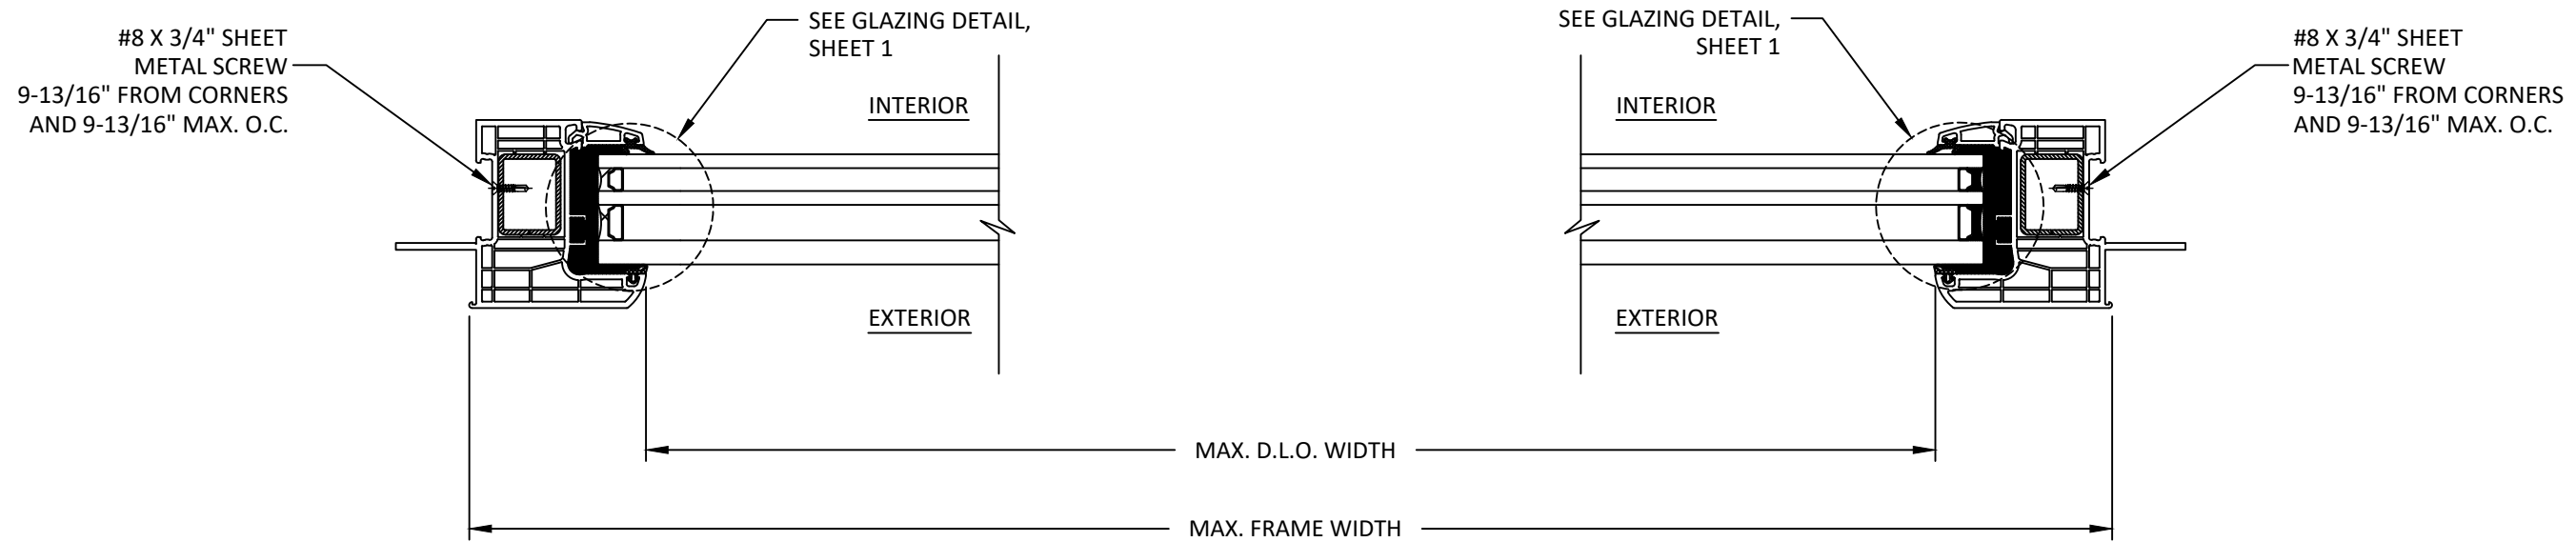 #8 X 3/4" SHEET
METAL SCREW
9-13/16" FROM CORNERS
AND 9-13/16" MAX. O.C.
SEE GLAZING DETAIL,
SHEET 1
INTERIOR
EXTERIOR
SEE GLAZING DETAIL,
SHEET 1
INTERIOR
EXTERIOR
#8 X 3/4" SHEET
METAL SCREW
9-13/16" FROM CORNERS
AND 9-13/16" MAX. O.C.
MAX. D.L.O. WIDTH
MAX. FRAME WIDTH